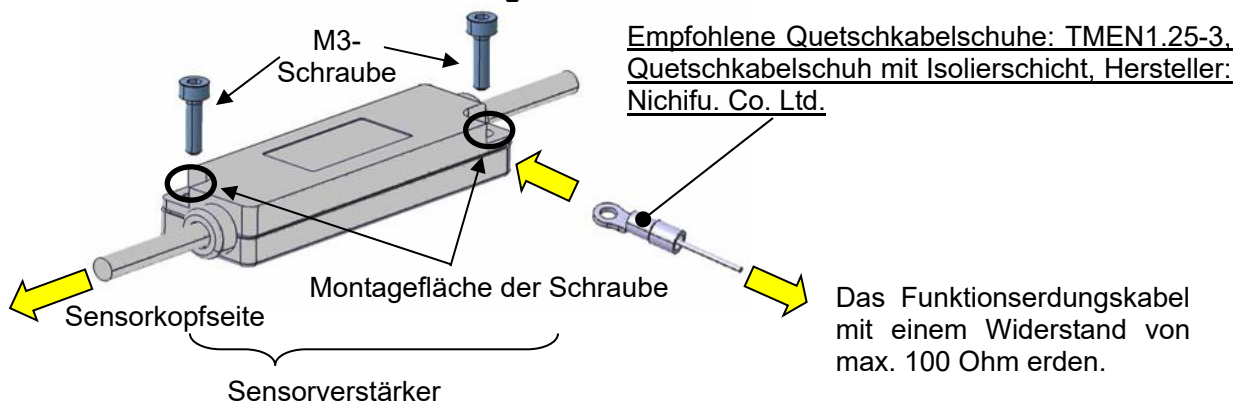 M3-
Schraube
Empfohlene Quetschkabelschuhe: TMEN1.25-3,
Quetschkabelschuh mit Isolierschicht, Hersteller:
Nichifu. Co. Ltd.
Montagefläche der Schraube
Sensorkopfseite
Das Funktionserdungskabel
mit einem Widerstand von
max. 100 Ohm erden.
Sensorverstärker